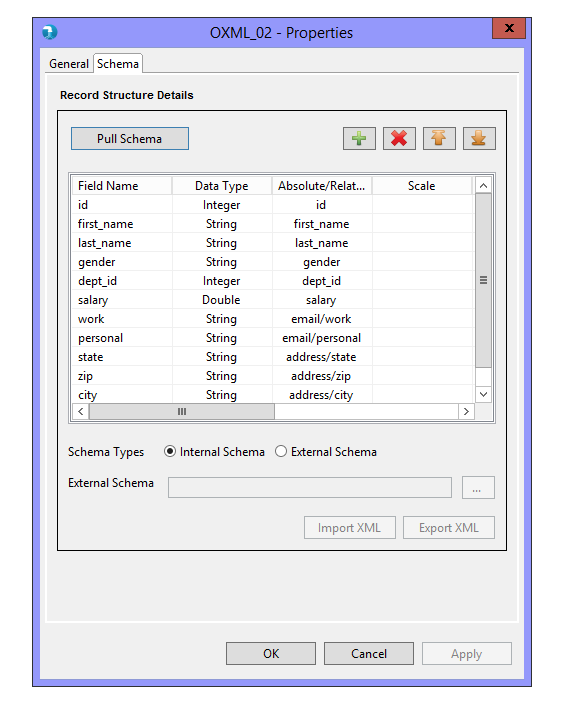 OXML_02 - Properties
x
General Schema
Record Structure Details
Pull Schema
Field Name Data Type Absolute/Relat... Scale
id Integer id
first_name String first_name
last_name String last_name
gender String gender
dept_id Integer dept_id
salary Double salary
work String email/work
personal String email/personal
state String address/state
zip String address/zip
city String address/city
Schema Types Internal Schema External Schema
External Schema ...
Import XML Export XML
OK Cancel Apply